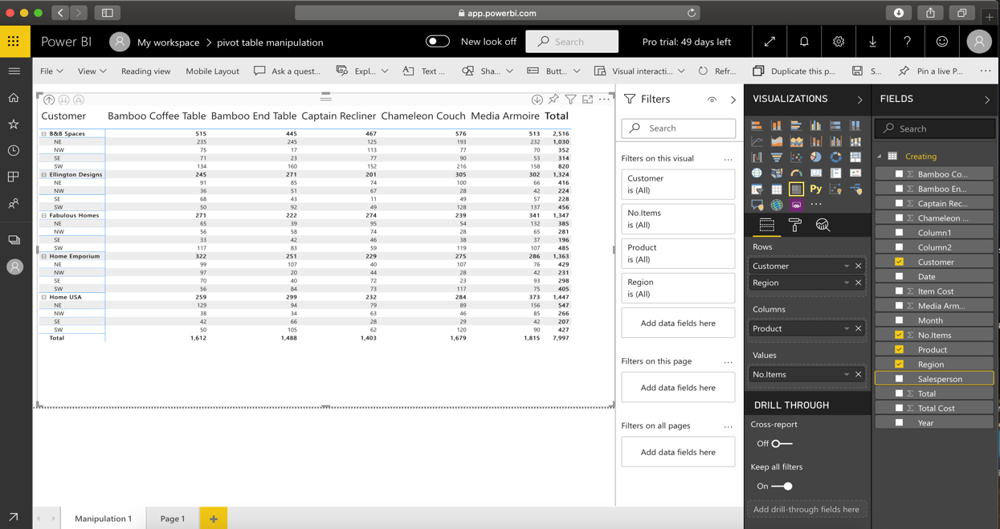 app.powerbi.com
Power BI My workspace > pivot table manipulation New look off Search Pro trial: 49 days left
File View Reading view Mobile Layout Ask a quest... Expl... Text ... Sha... Butt... Visual interacti... Refr... Duplicate this p... S... Pin a live P...
Customer Bamboo Coffee Table Bamboo End Table Captain Recliner Chameleon Couch Media Armoire Total
B&B Spaces 515 445 467 576 513 2,516
NE 235 245 125 193 232 1,030
NW 75 17 113 77 70 352
SE 71 23 77 90 53 314
SW 134 160 152 216 158 820
Ellington Designs 245 271 201 305 302 1,324
NE 91 85 74 100 66 416
NW 36 51 67 28 42 224
SE 68 43 11 49 57 228
SW 50 92 49 128 137 456
Fabulous Homes 271 222 274 239 341 1,347
NE 65 39 95 54 132 385
NW 56 58 74 28 65 281
SE 33 42 46 38 37 196
SW 117 83 59 119 107 485
Home Emporium 322 251 229 275 286 1,363
NE 99 107 40 107 76 429
NW 97 20 44 28 42 231
SE 70 40 72 23 93 298
SW 56 84 73 117 75 405
Home USA 259 299 232 284 373 1,447
NE 129 94 79 89 156 547
NW 38 34 63 46 85 266
SE 42 66 28 29 42 207
SW 50 105 62 120 90 427
Total 1,612 1,488 1,403 1,679 1,815 7,997
Manipulation 1 Page 1
Filters
Search
Filters on this visual ...
Customer
is (All)
No.Items
is (All)
Product
is (All)
Region
is (All)
Add data fields here
Filters on this page ...
Add data fields here
Filters on all pages ...
Add data fields here
VISUALIZATIONS
Py
...
Rows
Customer
Region
Columns
Product
Values
No.Items
DRILL THROUGH
Cross-report
Off
Keep all filters
On
Add drill-through fields here
FIELDS
Search
Creating
Σ Bamboo Co...
Σ Bamboo En...
Σ Captain Rec...
Σ Chameleon ...
Column1
Column2
Customer
Date
Σ Item Cost
Σ Media Arm...
Month
Σ No.Items
Product
Region
Salesperson
Σ Total
Σ Total Cost
Year